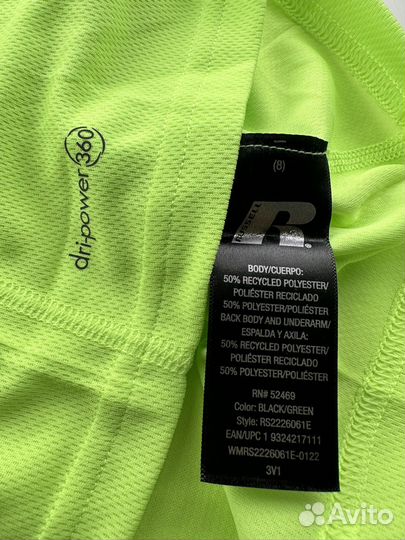 dri-power 360
(8)
RUSSELL
R®
BODY/CUERPO:
50% RECYCLED POLYESTER/
POLIÉSTER RECICLADO
50% POLYESTER/POLIÉSTER
BACK BODY AND UNDERARM/
ESPALDA Y AXILA:
50% RECYCLED POLYESTER/
POLIÉSTER RECICLADO
50% POLYESTER/POLIÉSTER
RN# 52469
Color: BLACK/GREEN
Style: RS2226061E
EAN/UPC 1 9324217111
WMRS2226061E-0122
3V1
Avito